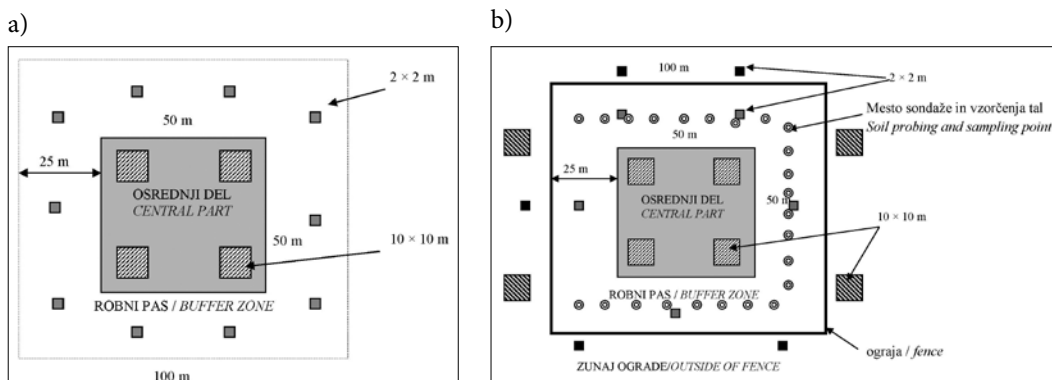 a)
2 × 2 m
50 m
25 m
OSREDNJI DEL
CENTRAL PART
50 m
10 × 10 m
ROBNI PAS / BUFFER ZONE
100 m
b)
100 m
2 × 2 m
Mesto sondaže in vzorčenja tal
Soil probing and sampling point
50 m
25 m
OSREDNJI DEL
CENTRAL PART
50 m
10 × 10 m
ROBNI PAS / BUFFER ZONE
ograja / fence
ZUNAJ OGRADE/OUTSIDE OF FENCE